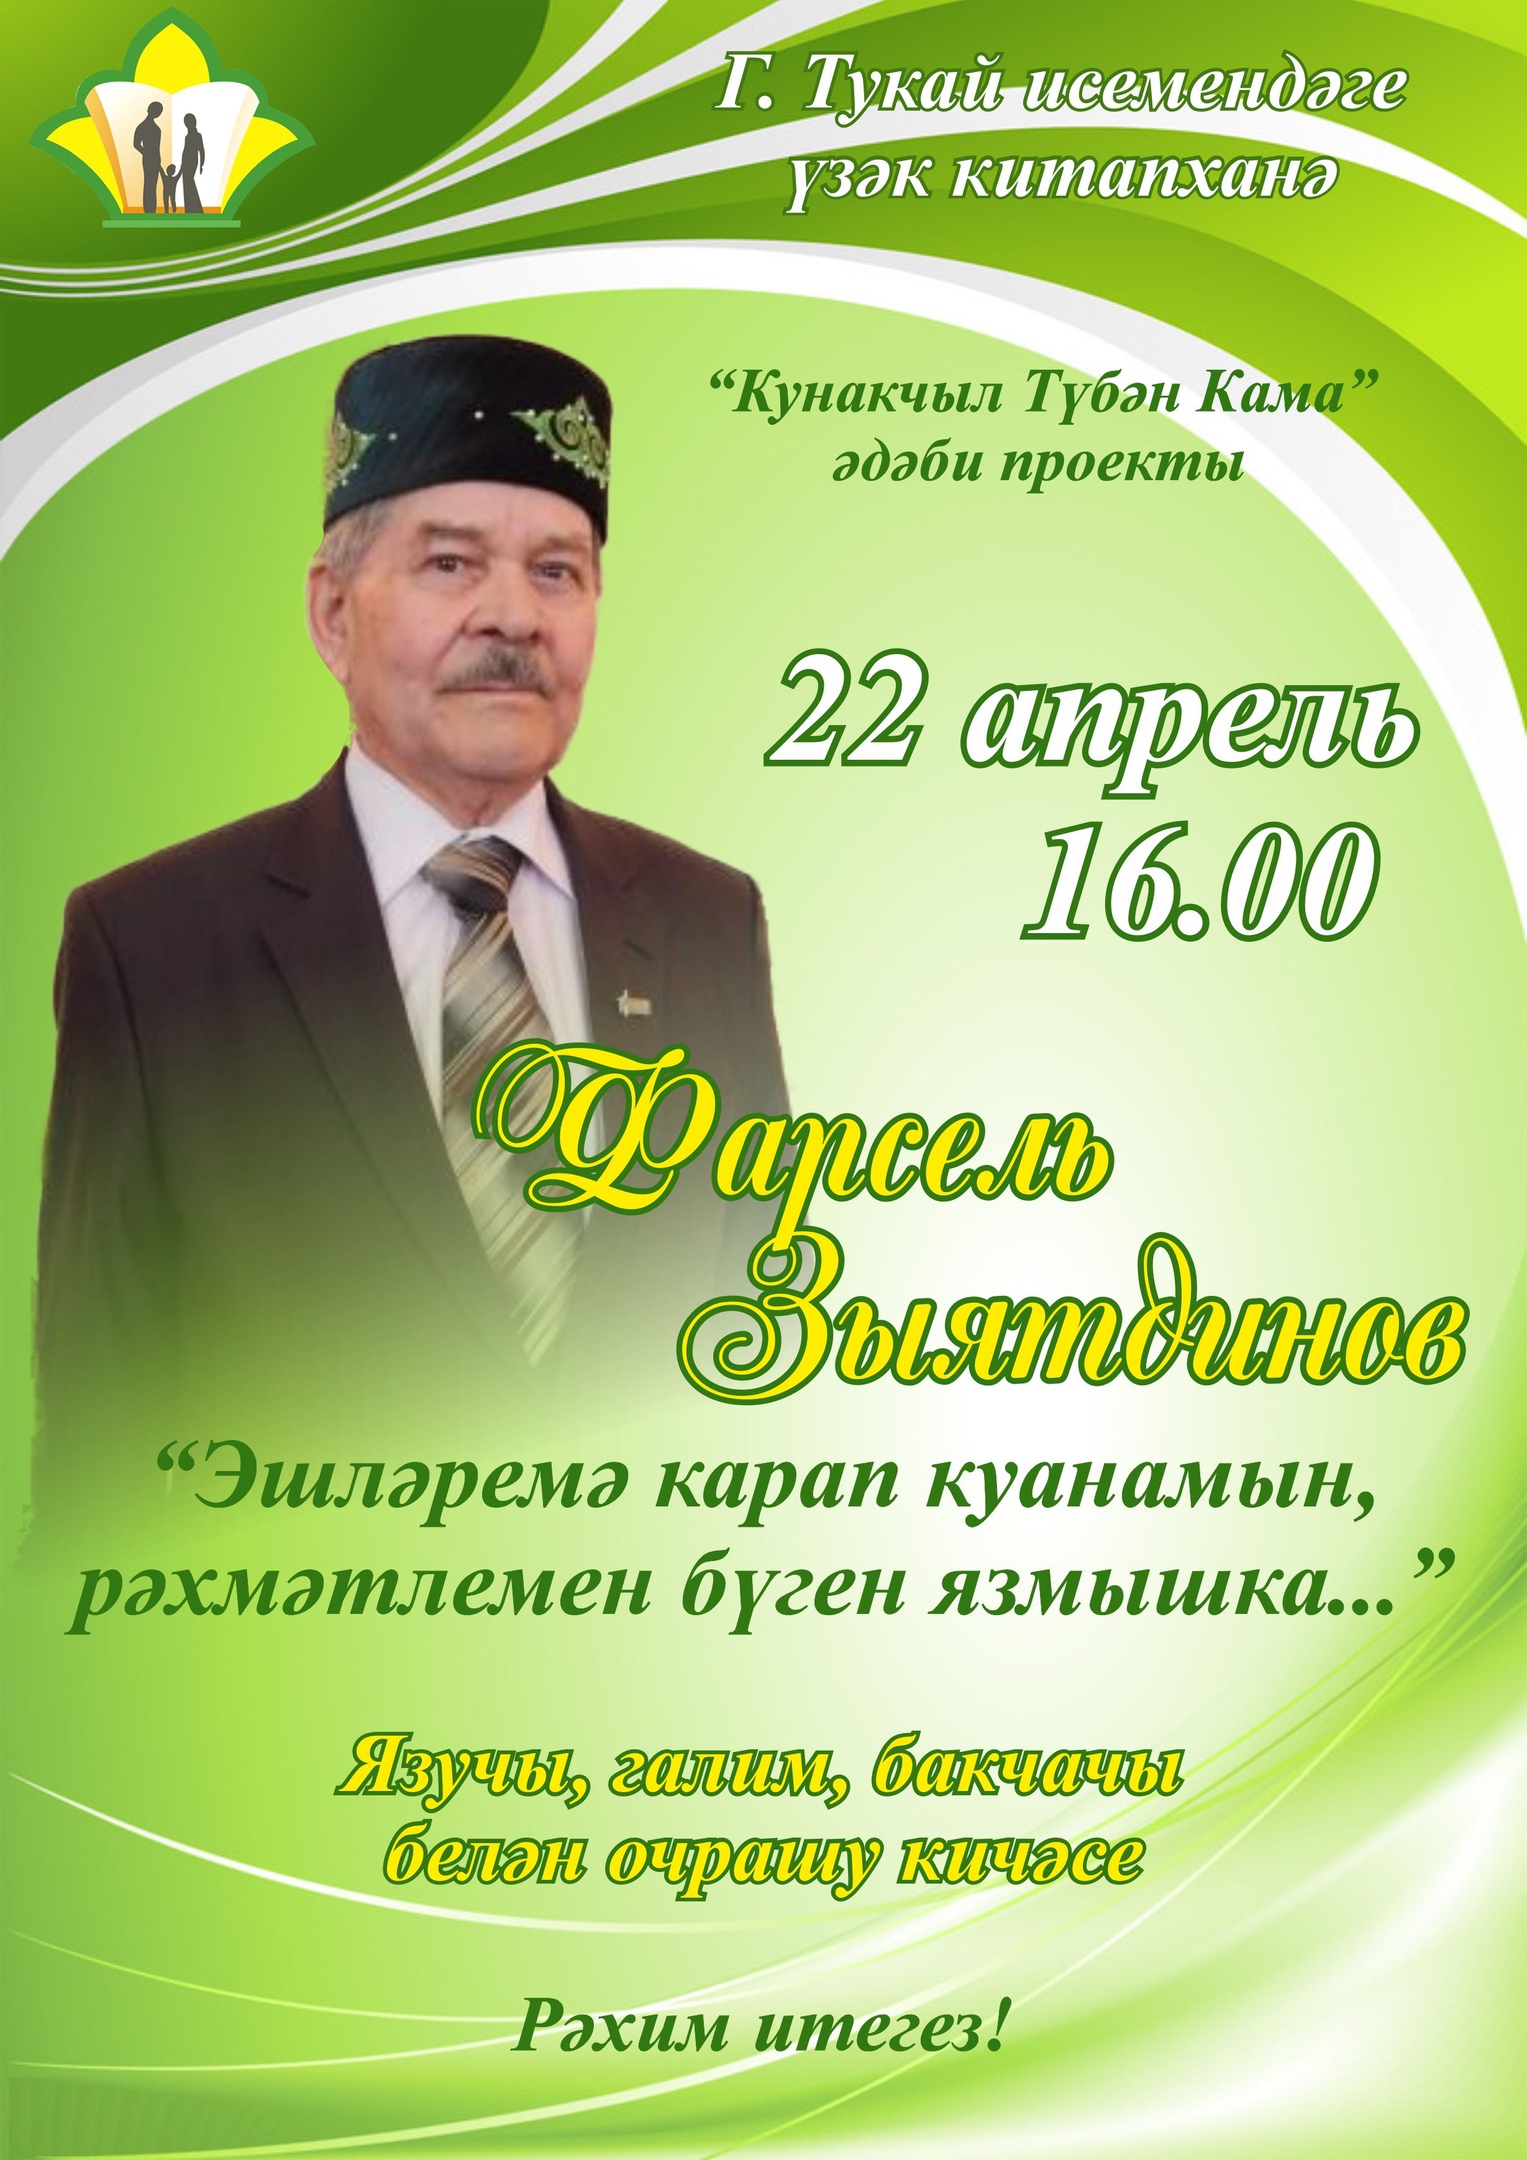 Г. Тукай исемендәге
үзәк китапханә
“Кунакчыл Түбән Кама”
әдәби проекты
22 апрель
16.00
Фарсель
Зыятдинов
“Эшләремә карап куанамын,
рәхмәтлемен бүген язмышка...”
Язучы, галим, бакчачы
белән очрашу кичәсе
Рәхим итегез!